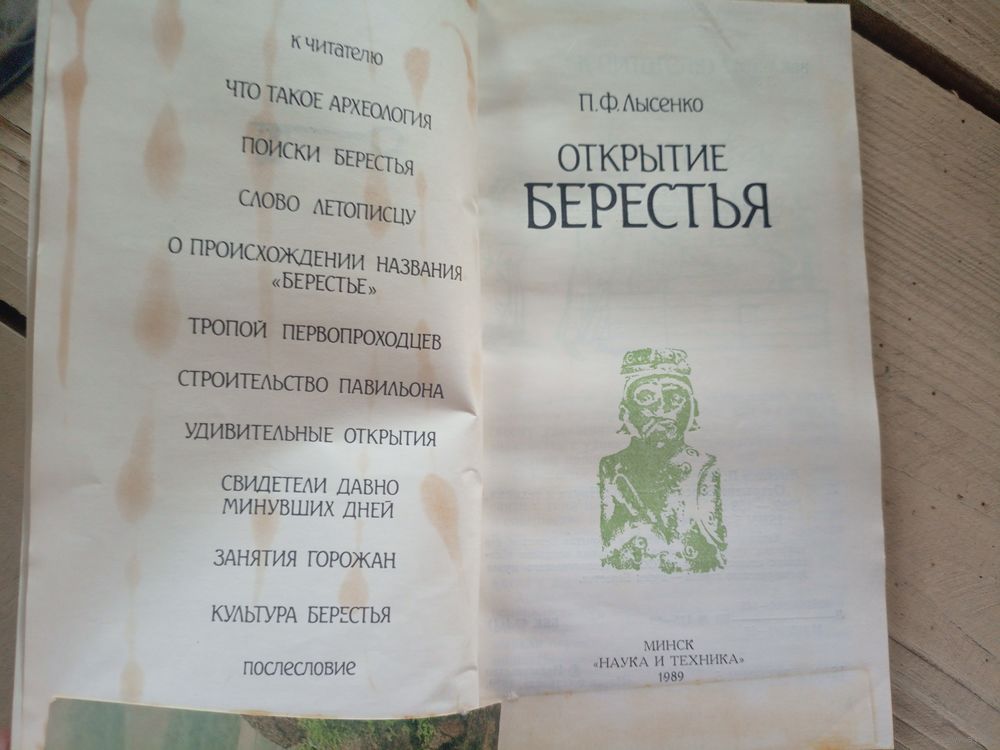 к читателю
ЧТО ТАКОЕ АРХЕОЛОГИЯ
ПОИСКИ БЕРЕСТЬЯ
СЛОВО ЛЕТОПИСЦУ
О ПРОИСХОЖДЕНИИ НАЗВАНИЯ
«БЕРЕСТЬЕ»
ТРОПОЙ ПЕРВОПРОХОДЦЕВ
СТРОИТЕЛЬСТВО ПАВИЛЬОНА
УДИВИТЕЛЬНЫЕ ОТКРЫТИЯ
СВИДЕТЕЛИ ДАВНО
МИНУВШИХ ДНЕЙ
ЗАНЯТИЯ ГОРОЖАН
КУЛЬТУРА БЕРЕСТЬЯ
послесловие
П.Ф.Лысенко
ОТКРЫТИЕ
БЕРЕСТЬЯ
МИНСК
«НАУКА И ТЕХНИКА»
1989